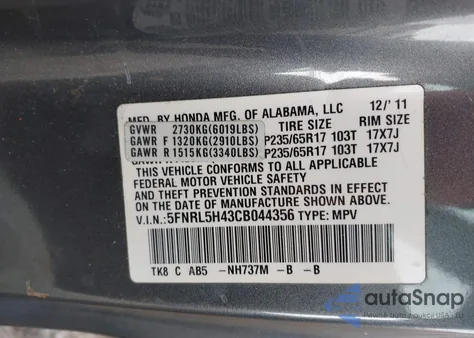 MFD. BY HONDA MFG. OF ALABAMA, LLC 12/' 11
GVWR 2730KG(6019LBS) TIRE SIZE RIM SIZE
GAWR F 1320KG(2910LBS) P235/65R17 103T 17X7J
GAWR R 1515KG(3340LBS) P235/65R17 103T 17X7J
THIS VEHICLE CONFORMS TO ALL APPLICABLE
FEDERAL MOTOR VEHICLE SAFETY
AND THEFT PREVENTION STANDARDS IN EFFECT ON THE
DATE OF MANUFACTURE SHOWN ABOVE.
V.I.N: 5FNRL5H43CB044356 TYPE: MPV
TK8 C AB5 -NH737M -B -B
autoSnap